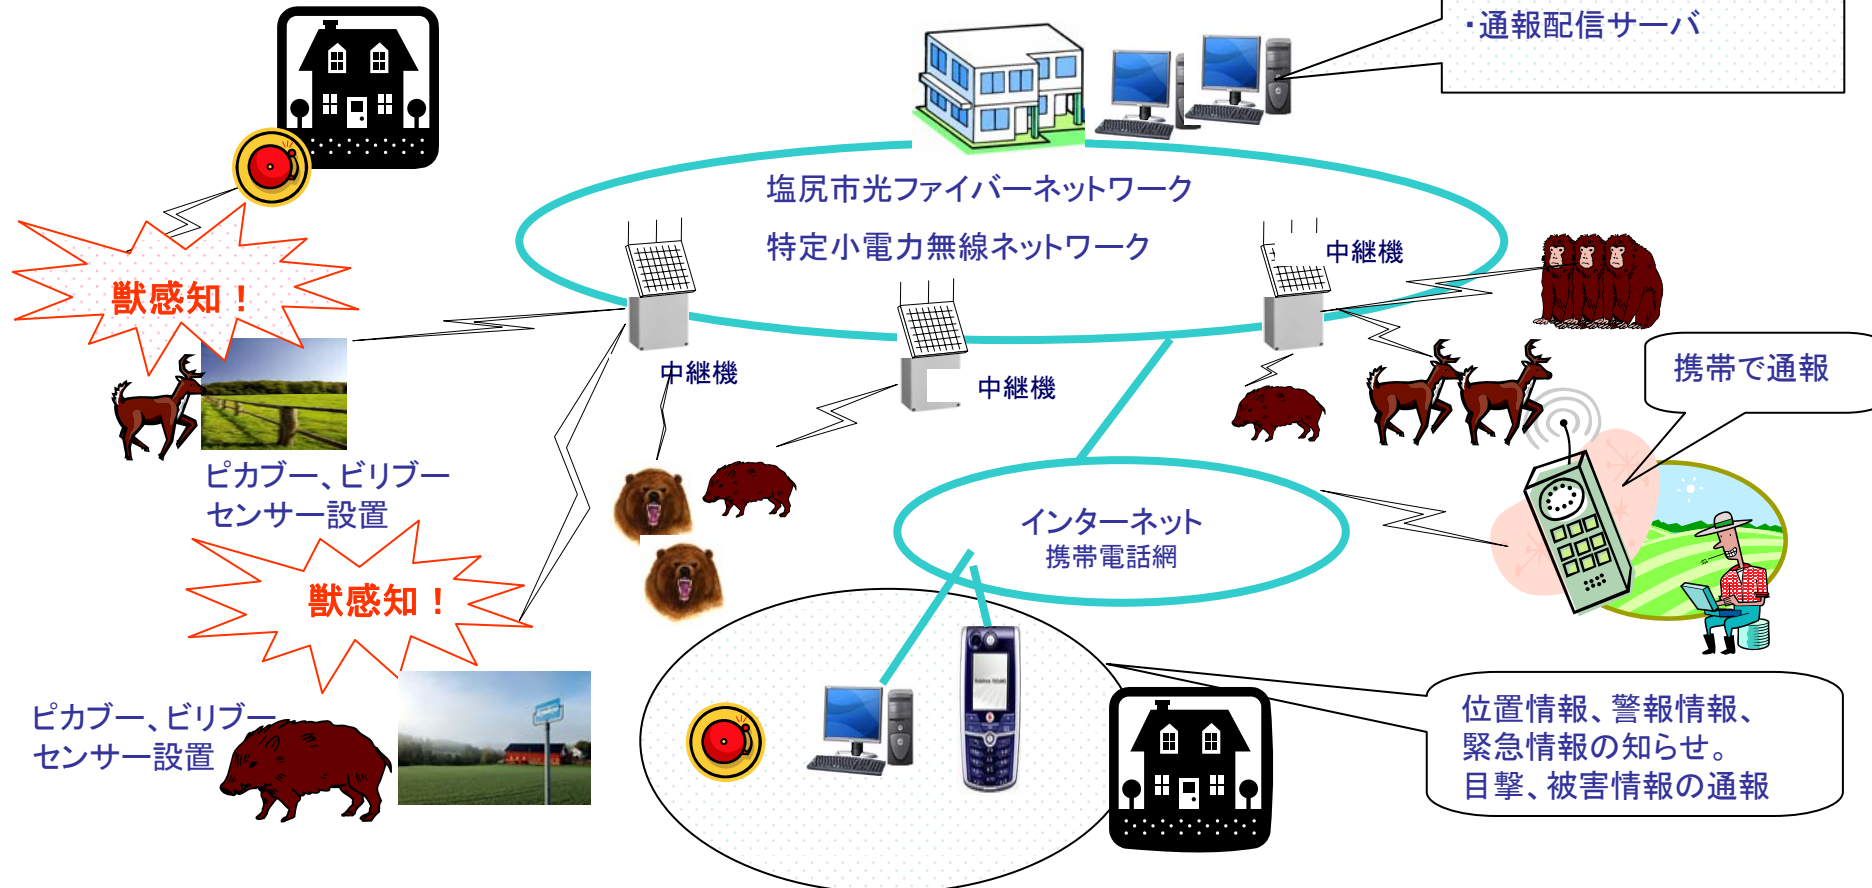 ・通報配信サーバ
塩尻市光ファイバーネットワーク
特定小電力無線ネットワーク
中継機
獣感知！
中継機
中継機
携帯で通報
ピカブー、ビリブー
センサー設置
インターネット
携帯電話網
獣感知！
ピカブー、ビリブー
センサー設置
位置情報、警報情報、
緊急情報の知らせ。
目撃、被害情報の通報